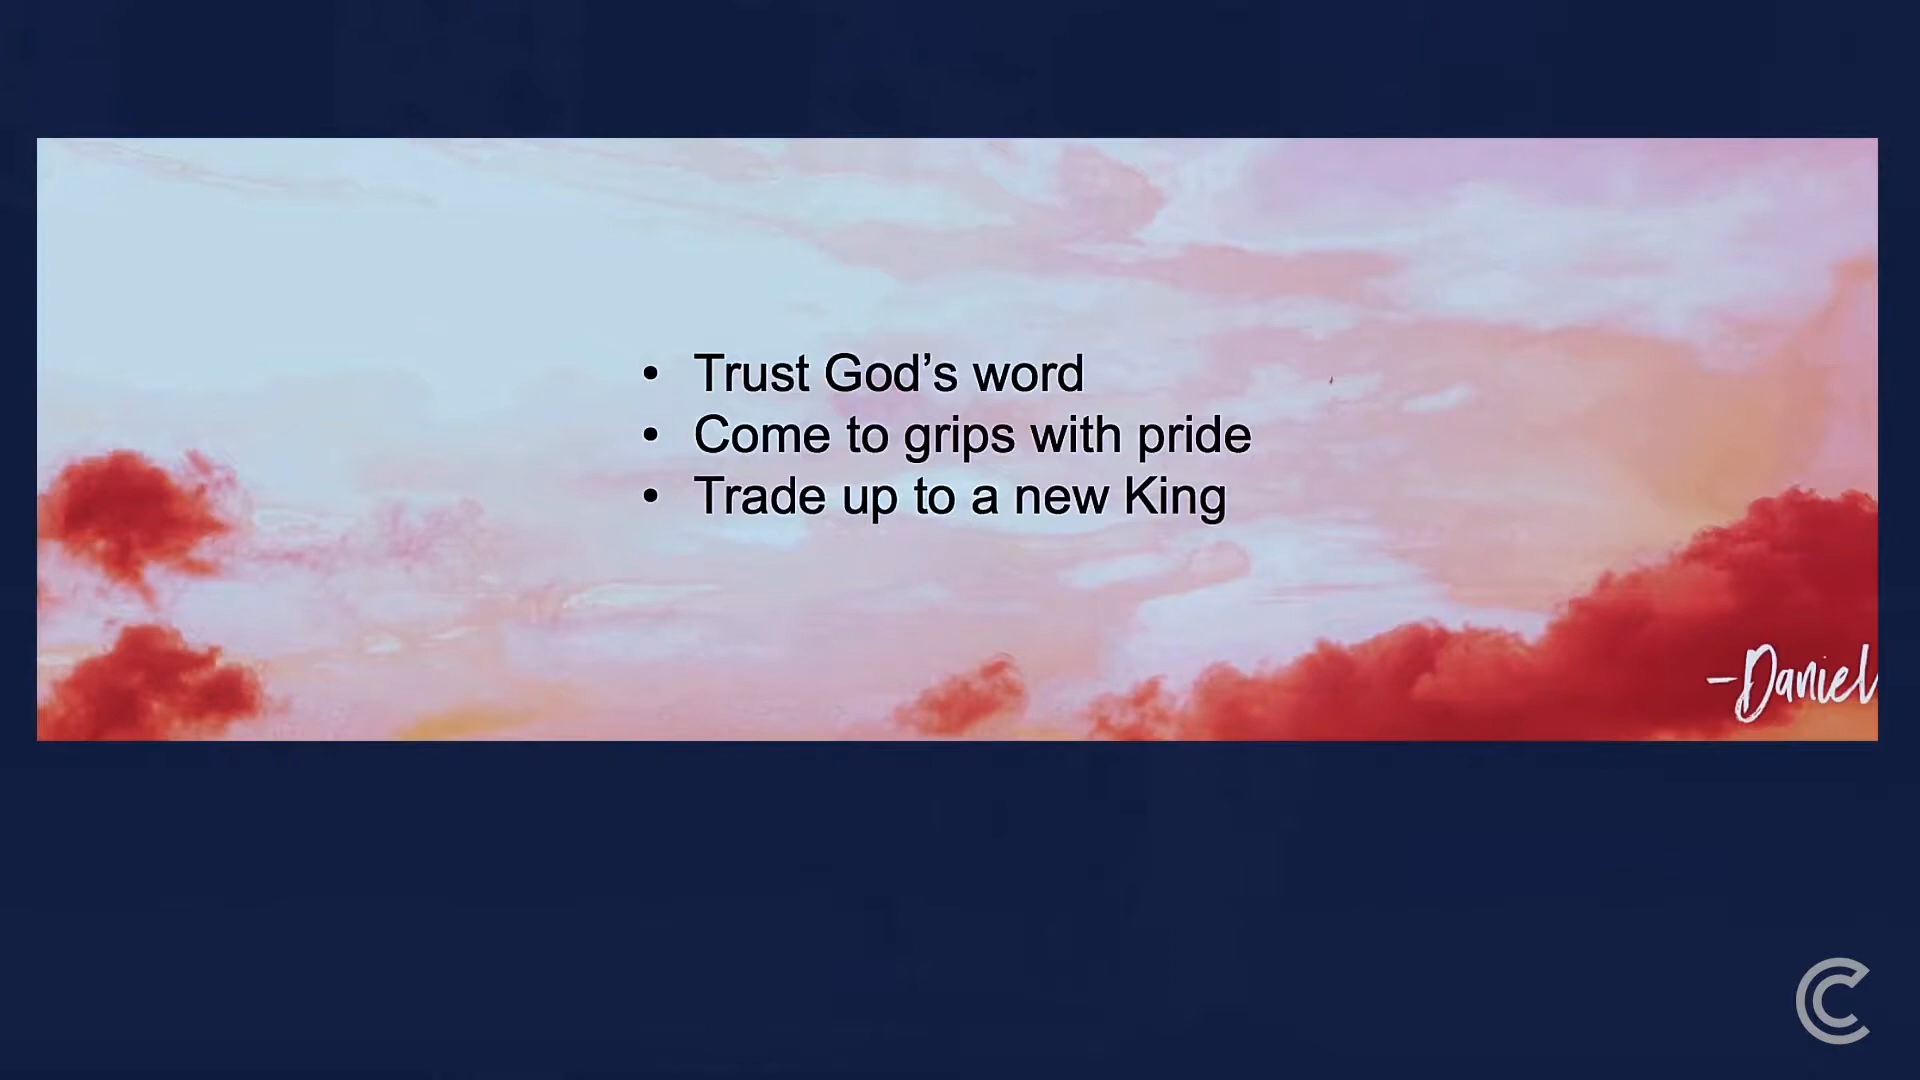 • Trust God’s word
• Come to grips with pride
• Trade up to a new King
-Daniel